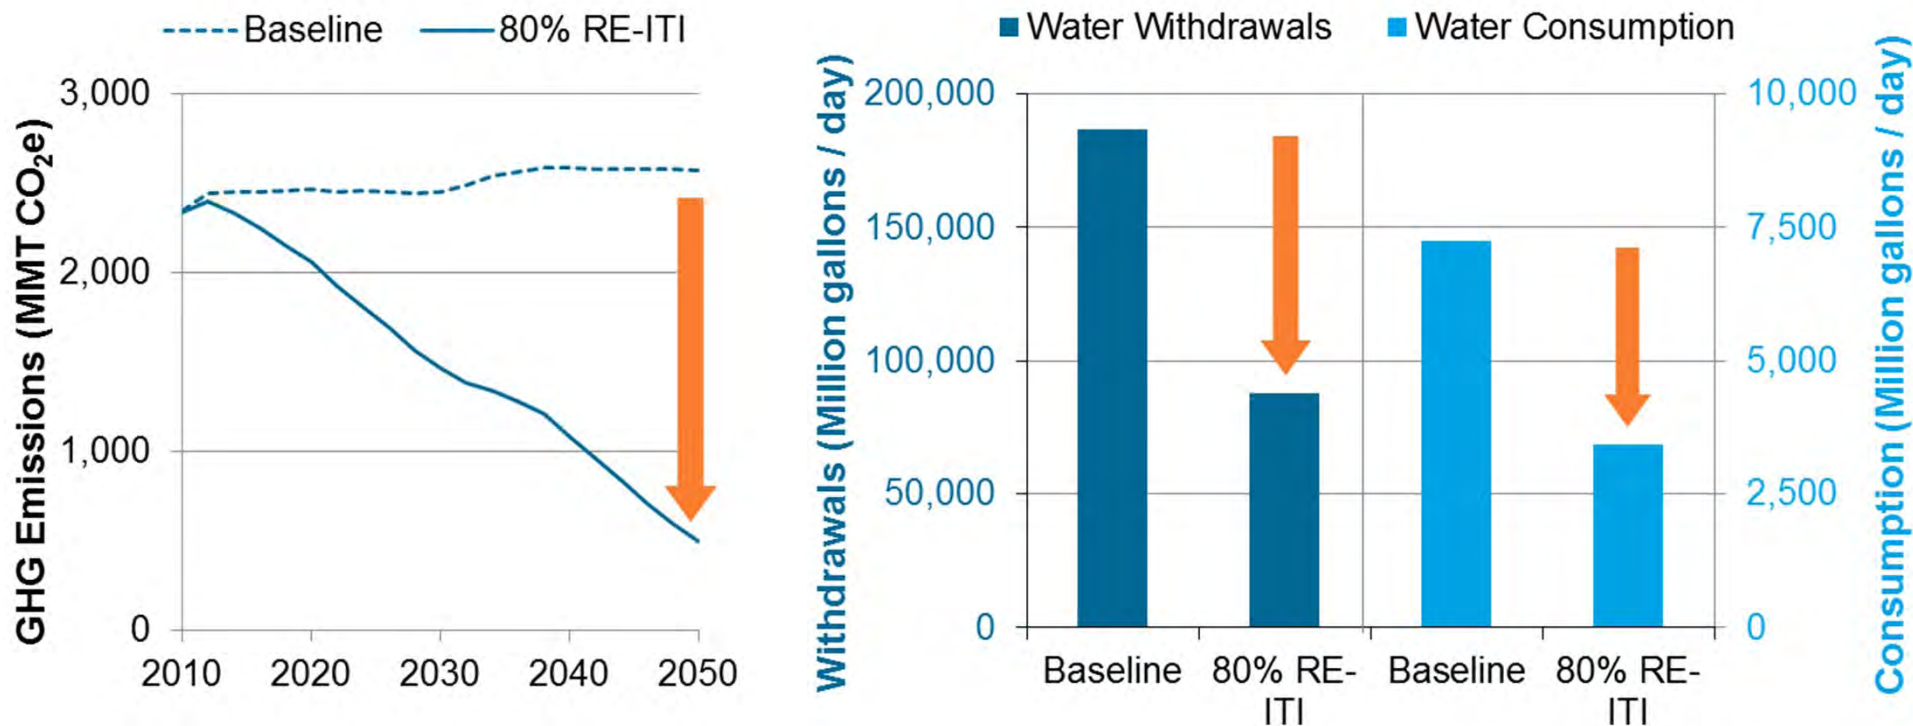 Baseline
80% RE-ITI
GHG Emissions (MMT CO₂e)
3,000
2,000
1,000
0
2010
2020
2030
2040
2050
Water Withdrawals
Water Consumption
Withdrawals (Million gallons / day)
200,000
150,000
100,000
50,000
0
10,000
7,500
5,000
2,500
0
Consumption (Million gallons / day)
Baseline
80% RE-
ITI
Baseline
80% RE-
ITI